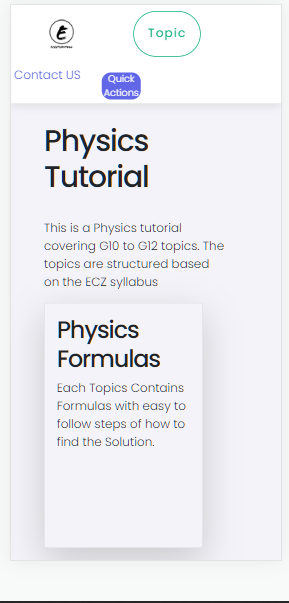 Topic
Contact US
Quick
Actions
Physics
Tutorial
This is a Physics tutorial
covering G10 to G12 topics. The
topics are structured based
on the ECZ syllabus
Physics
Formulas
Each Topics Contains
Formulas with easy to
follow steps of how to
find the Solution.